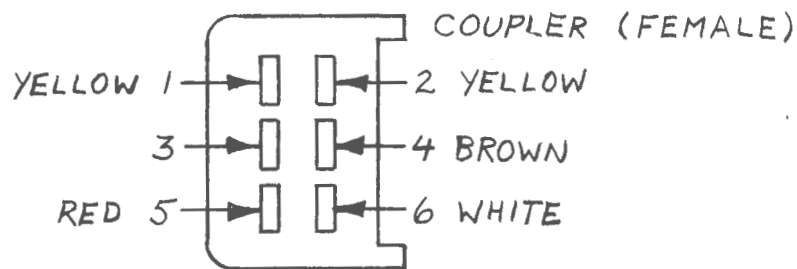 COUPLER (FEMALE)
YELLOW 1
2 YELLOW
3
4 BROWN
RED 5
6 WHITE